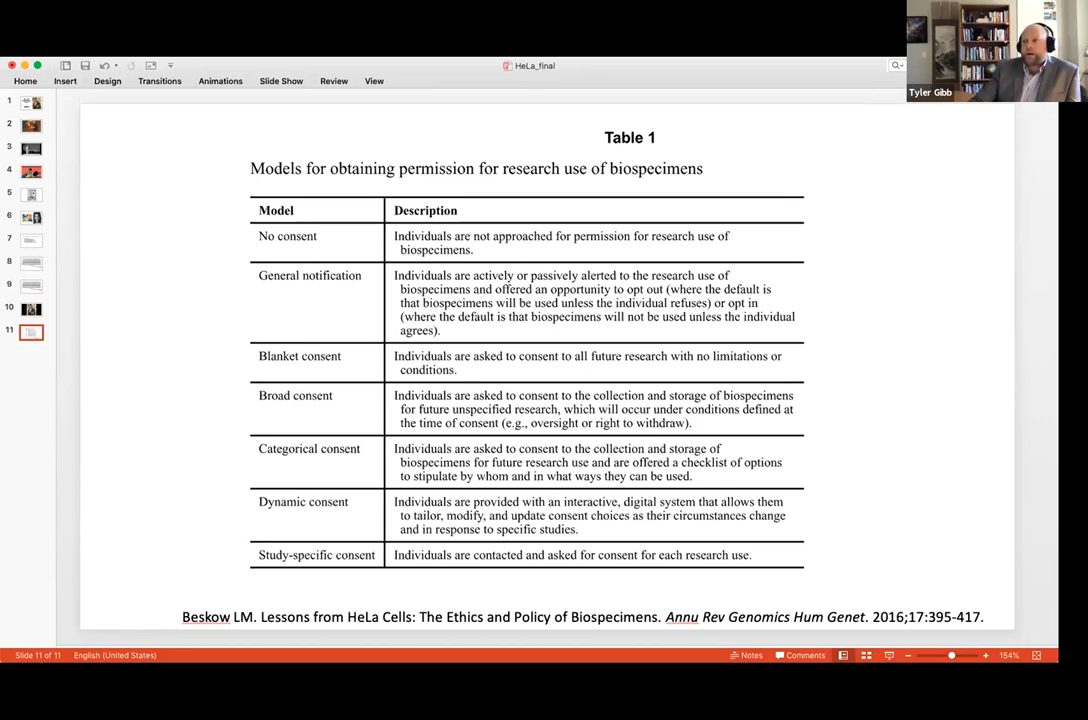 Home Insert Design Transitions Animations Slide Show Review View
HeLa_final
Tyler Gibb
1
2
3
4
5
6
7
8
9
10
11
Table 1
Models for obtaining permission for research use of biospecimens
Model Description
No consent Individuals are not approached for permission for research use of
biospecimens.
General notification Individuals are actively or passively alerted to the research use of
biospecimens and offered an opportunity to opt out (where the default is
that biospecimens will be used unless the individual refuses) or opt in
(where the default is that biospecimens will not be used unless the individual
agrees).
Blanket consent Individuals are asked to consent to all future research with no limitations or
conditions.
Broad consent Individuals are asked to consent to the collection and storage of biospecimens
for future unspecified research, which will occur under conditions defined at
the time of consent (e.g., oversight or right to withdraw).
Categorical consent Individuals are asked to consent to the collection and storage of
biospecimens for future research use and are offered a checklist of options
to stipulate by whom and in what ways they can be used.
Dynamic consent Individuals are provided with an interactive, digital system that allows them
to tailor, modify, and update consent choices as their circumstances change
and in response to specific studies.
Study-specific consent Individuals are contacted and asked for consent for each research use.
Beskow LM. Lessons from HeLa Cells: The Ethics and Policy of Biospecimens. Annu Rev Genomics Hum Genet. 2016;17:395-417.
Slide 11 of 11 English (United States) Notes Comments 154%